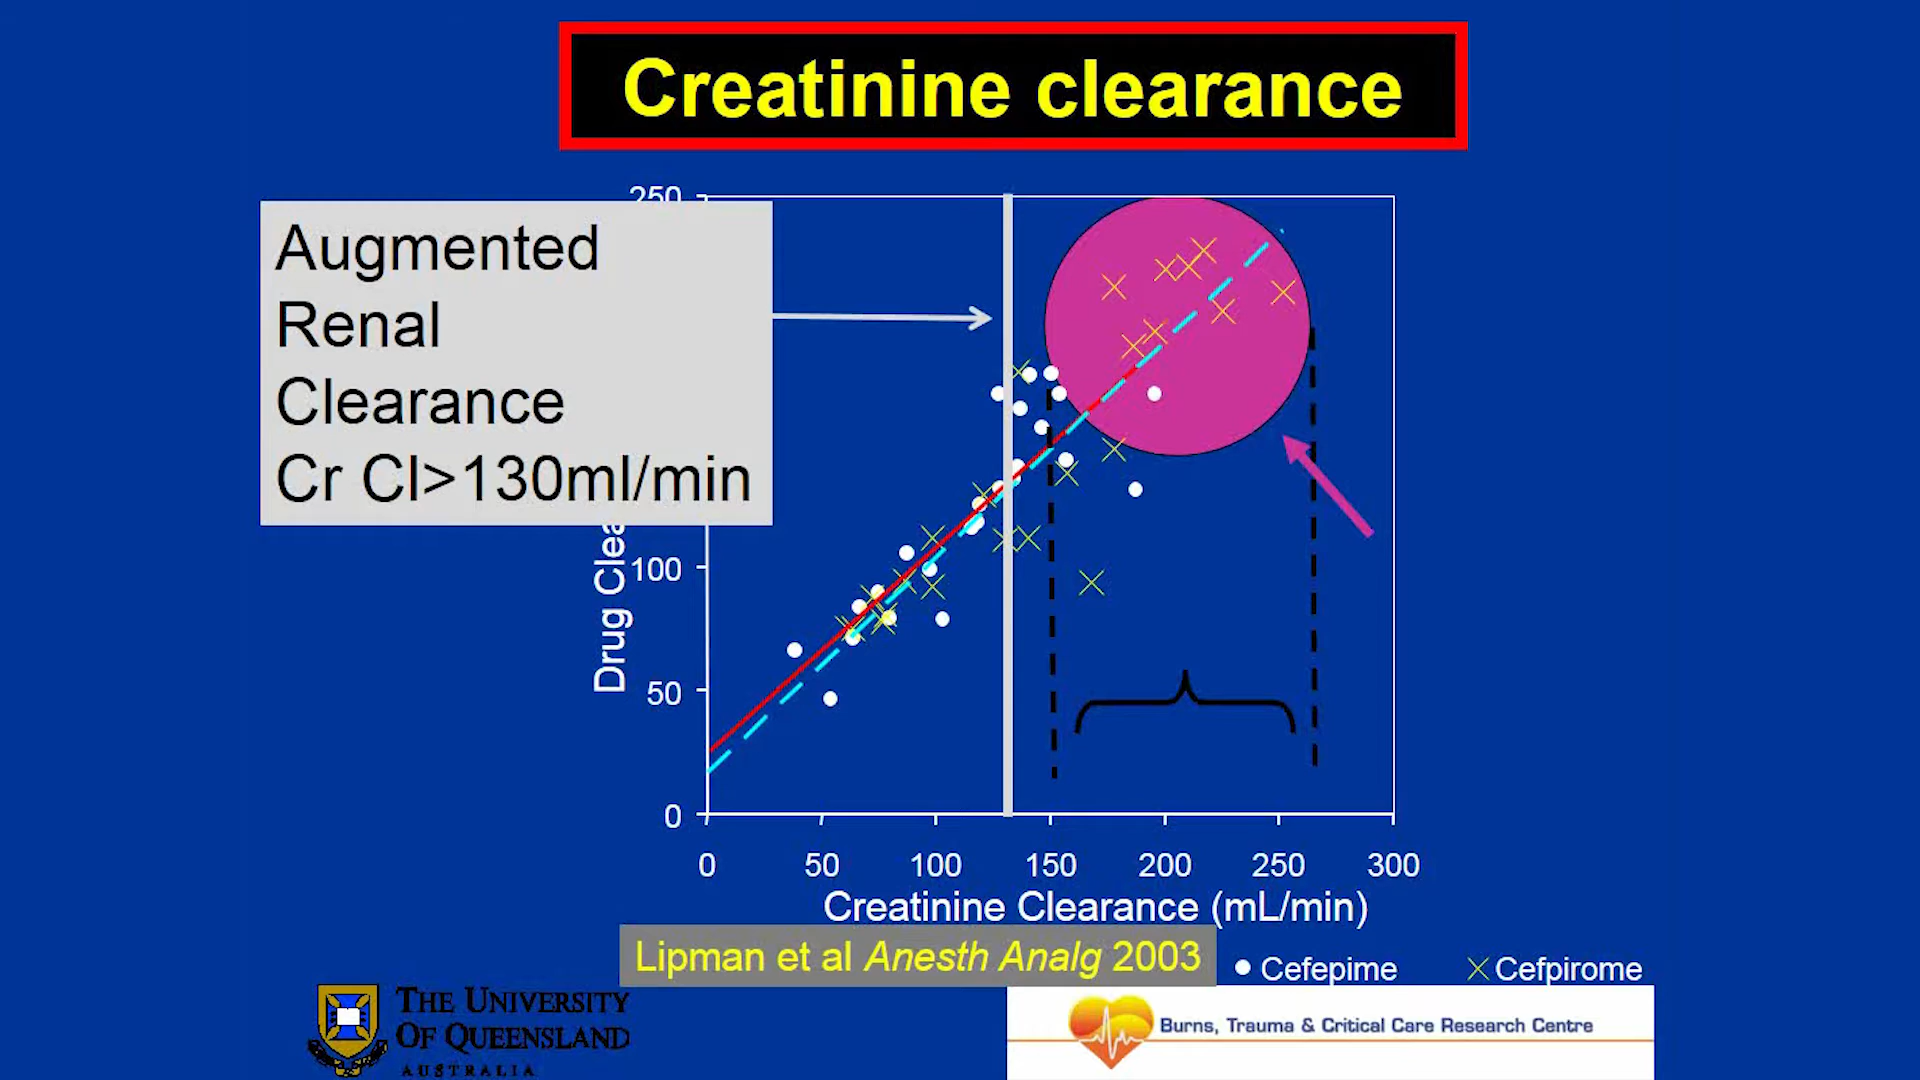 Creatinine clearance
250
Augmented
Renal
Clearance
Cr Cl>130ml/min
Drug
100
50
0
0 50 100 150 200 250 300
Creatinine Clearance (mL/min)
Lipman et al Anesth Analg 2003
Cefepime Cefpirome
THE UNIVERSITY
OF QUEENSLAND
AUSTRALIA
Burns, Trauma & Critical Care Research Centre